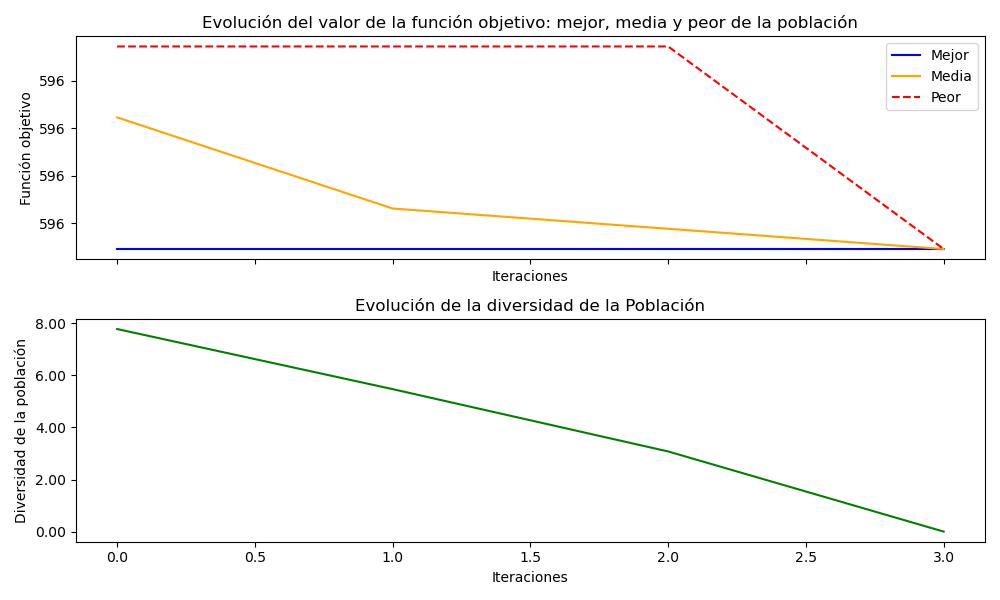 Evolución del valor de la función objetivo: mejor, media y peor de la población
Función objetivo
596
596
596
596
Mejor
Media
Peor
Iteraciones
Evolución de la diversidad de la Población
Diversidad de la población
8.00
6.00
4.00
2.00
0.00
0.0 0.5 1.0 1.5 2.0 2.5 3.0
Iteraciones